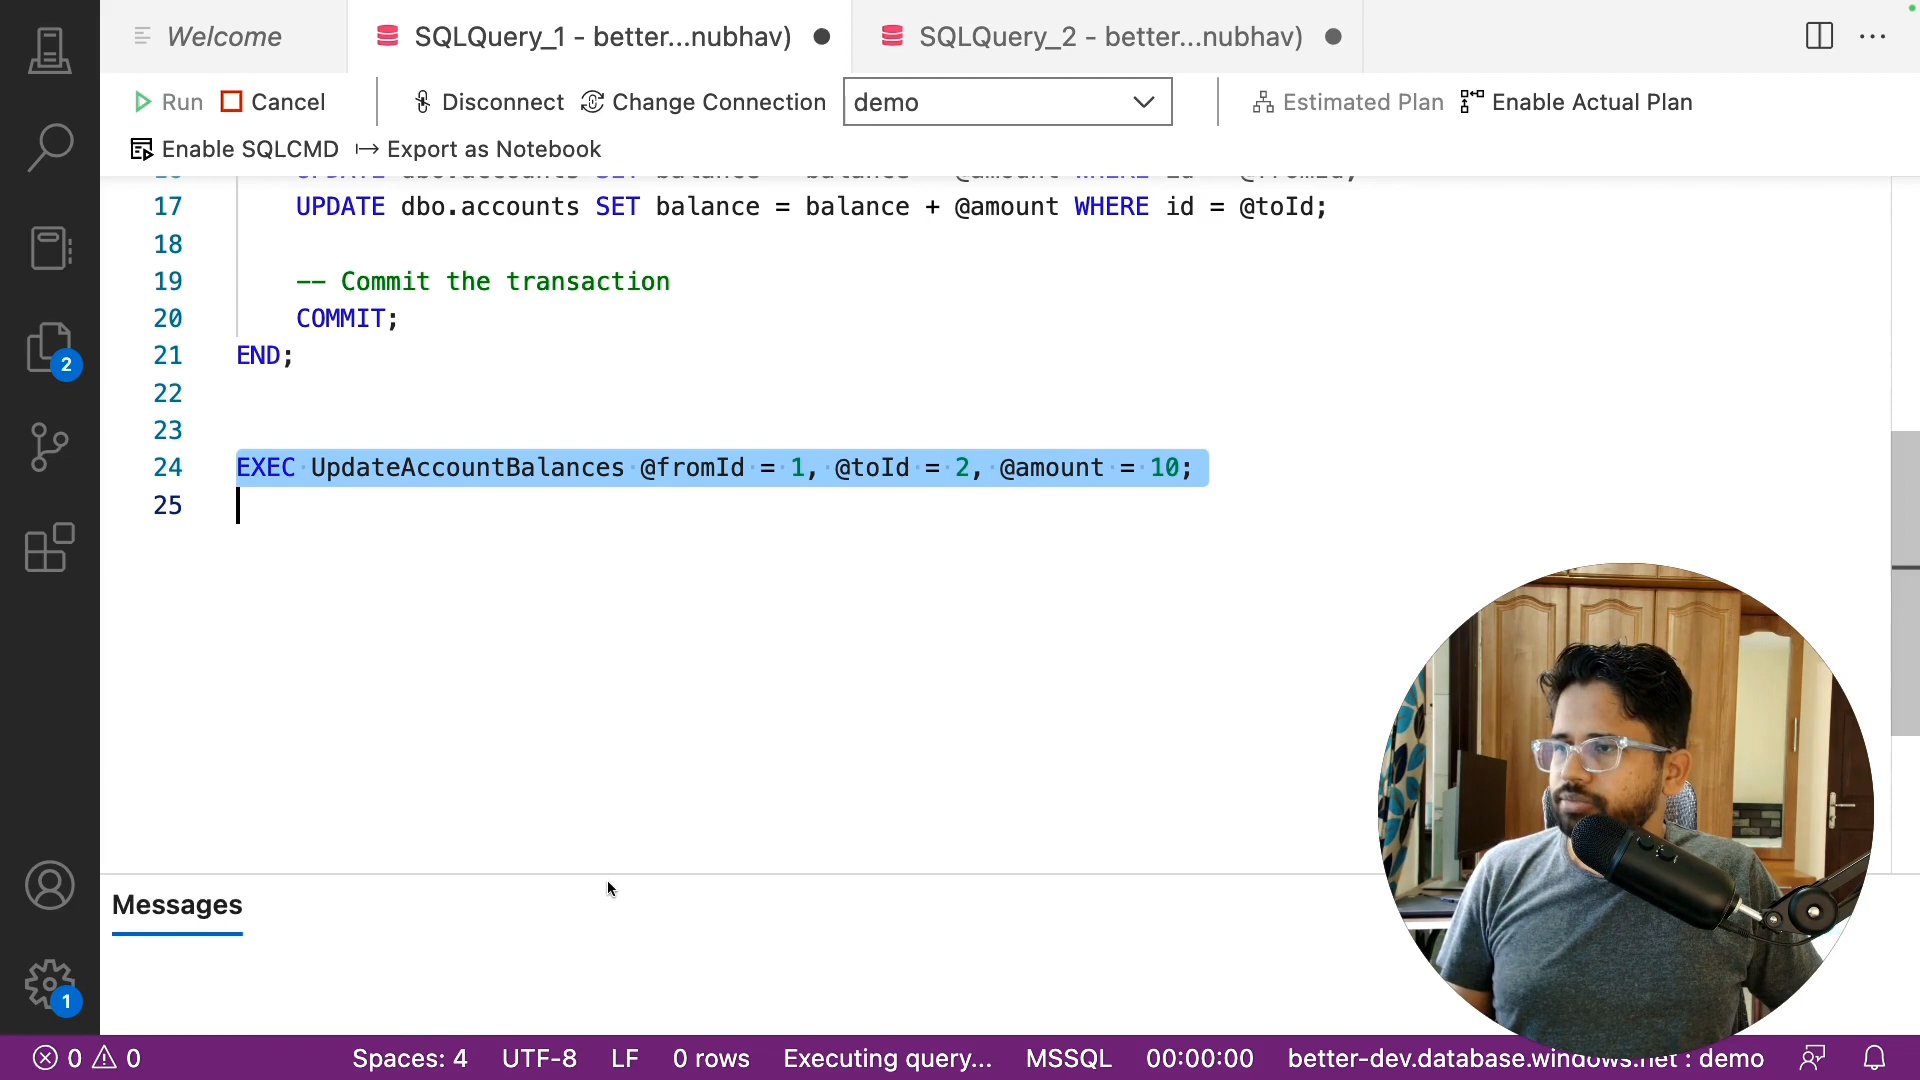 Welcome
SQLQuery_1 - better...nubhav)
SQLQuery_2 - better...nubhav)
Run
Cancel
Disconnect
Change Connection
demo
Estimated Plan
Enable Actual Plan
Enable SQLCMD
Export as Notebook
17 UPDATE dbo.accounts SET balance = balance + @amount WHERE id = @toId;
18
19 -- Commit the transaction
20 COMMIT;
21 END;
22
23
24 EXEC UpdateAccountBalances @fromId = 1, @toId = 2, @amount = 10;
25
2
1
Messages
0 0 Spaces: 4 UTF-8 LF 0 rows Executing query... MSSQL 00:00:00 better-dev.database.windows.net : demo